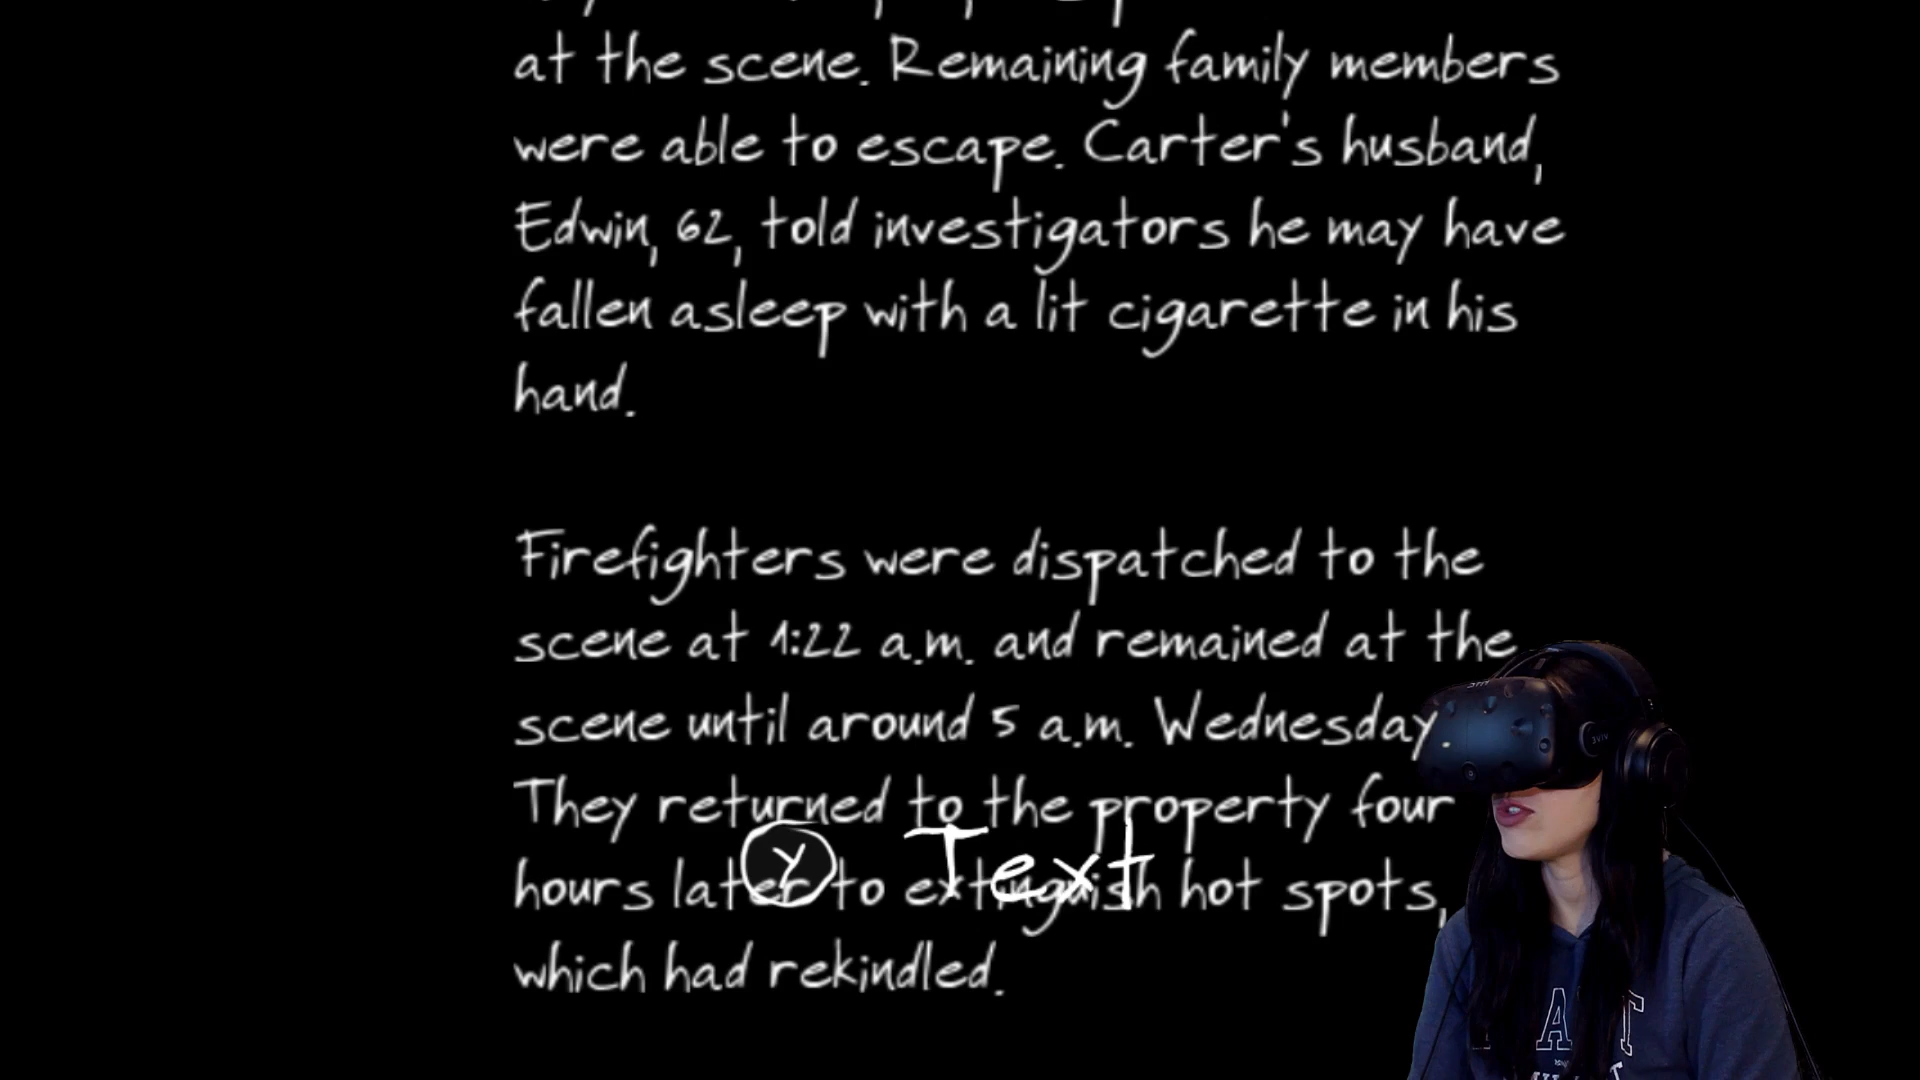 at the scene. Remaining family members
were able to escape. Carter's husband,
Edwin, 62, told investigators he may have
fallen asleep with a lit cigarette in his
hand.
Firefighters were dispatched to the
scene at 1:22 a.m. and remained at the
scene until around 5 a.m. Wednesday.
They returned to the property four
Y Text
hours later to extinguish hot spots,
which had rekindled.
VIVE